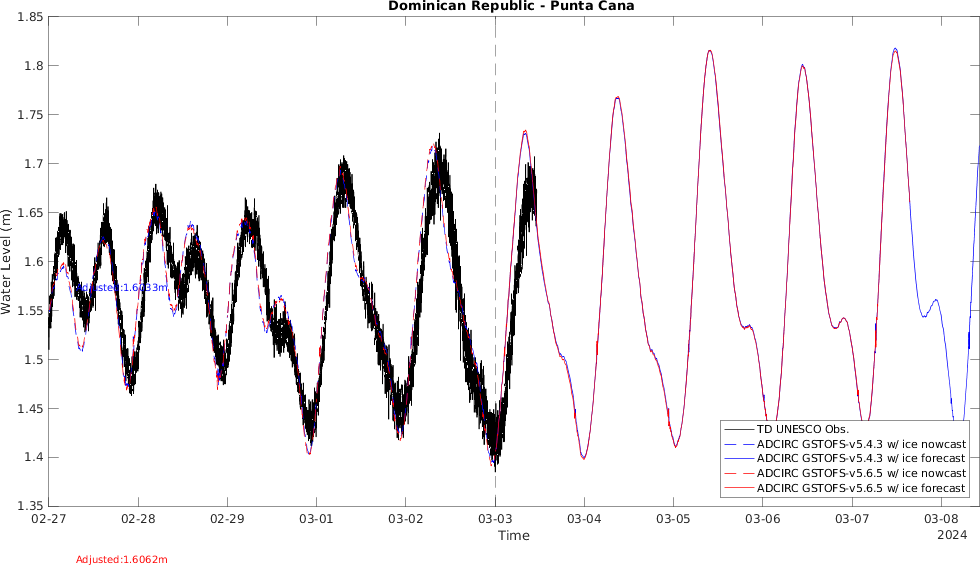 Dominican Republic - Punta Cana
1.85
1.8
1.75
1.7
1.65
1.6
1.55
1.5
1.45
1.4
1.35
Water Level (m)
Adjusted:1.6033m
TD UNESCO Obs.
ADCIRC GSTOFS-v5.4.3 w/ ice nowcast
ADCIRC GSTOFS-v5.4.3 w/ ice forecast
ADCIRC GSTOFS-v5.6.5 w/ ice nowcast
ADCIRC GSTOFS-v5.6.5 w/ ice forecast
02-27 02-28 02-29 03-01 03-02 03-03 03-04 03-05 03-06 03-07 03-08
Time
2024
Adjusted:1.6062m